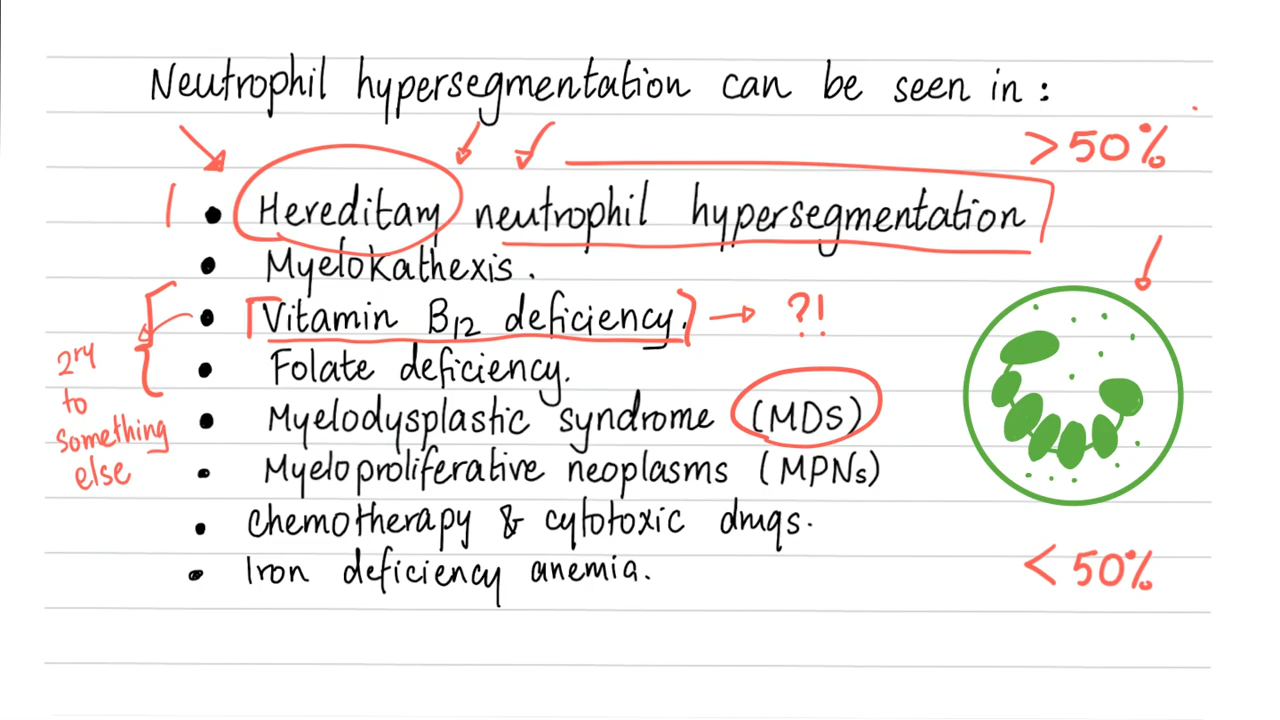 Neutrophil hypersegmentation can be seen in :
>50%
1 • Hereditary neutrophil hypersegmentation
• Myelokathexis.
• Vitamin B12 deficiency. → ?!
• Folate deficiency.
2ry
to
something
else
• Myelodysplastic syndrome (MDS)
• Myeloproliferative neoplasms (MPNs)
• Chemotherapy & cytotoxic drugs.
• Iron deficiency anemia.
<50%